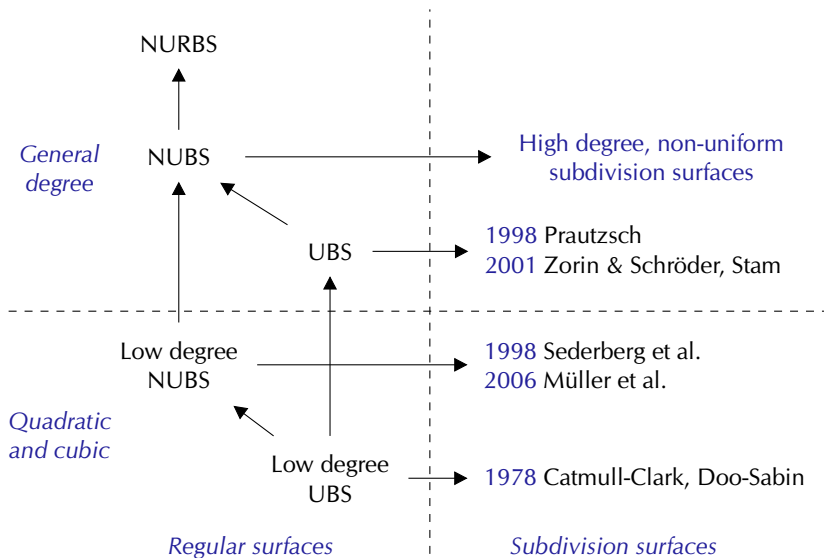 NURBS
General
degree
NUBS
High degree, non-uniform
subdivision surfaces
UBS
1998 Prautzsch
2001 Zorin & Schröder, Stam
Low degree
NUBS
1998 Sederberg et al.
2006 Müller et al.
Quadratic
and cubic
Low degree
UBS
1978 Catmull-Clark, Doo-Sabin
Regular surfaces
Subdivision surfaces